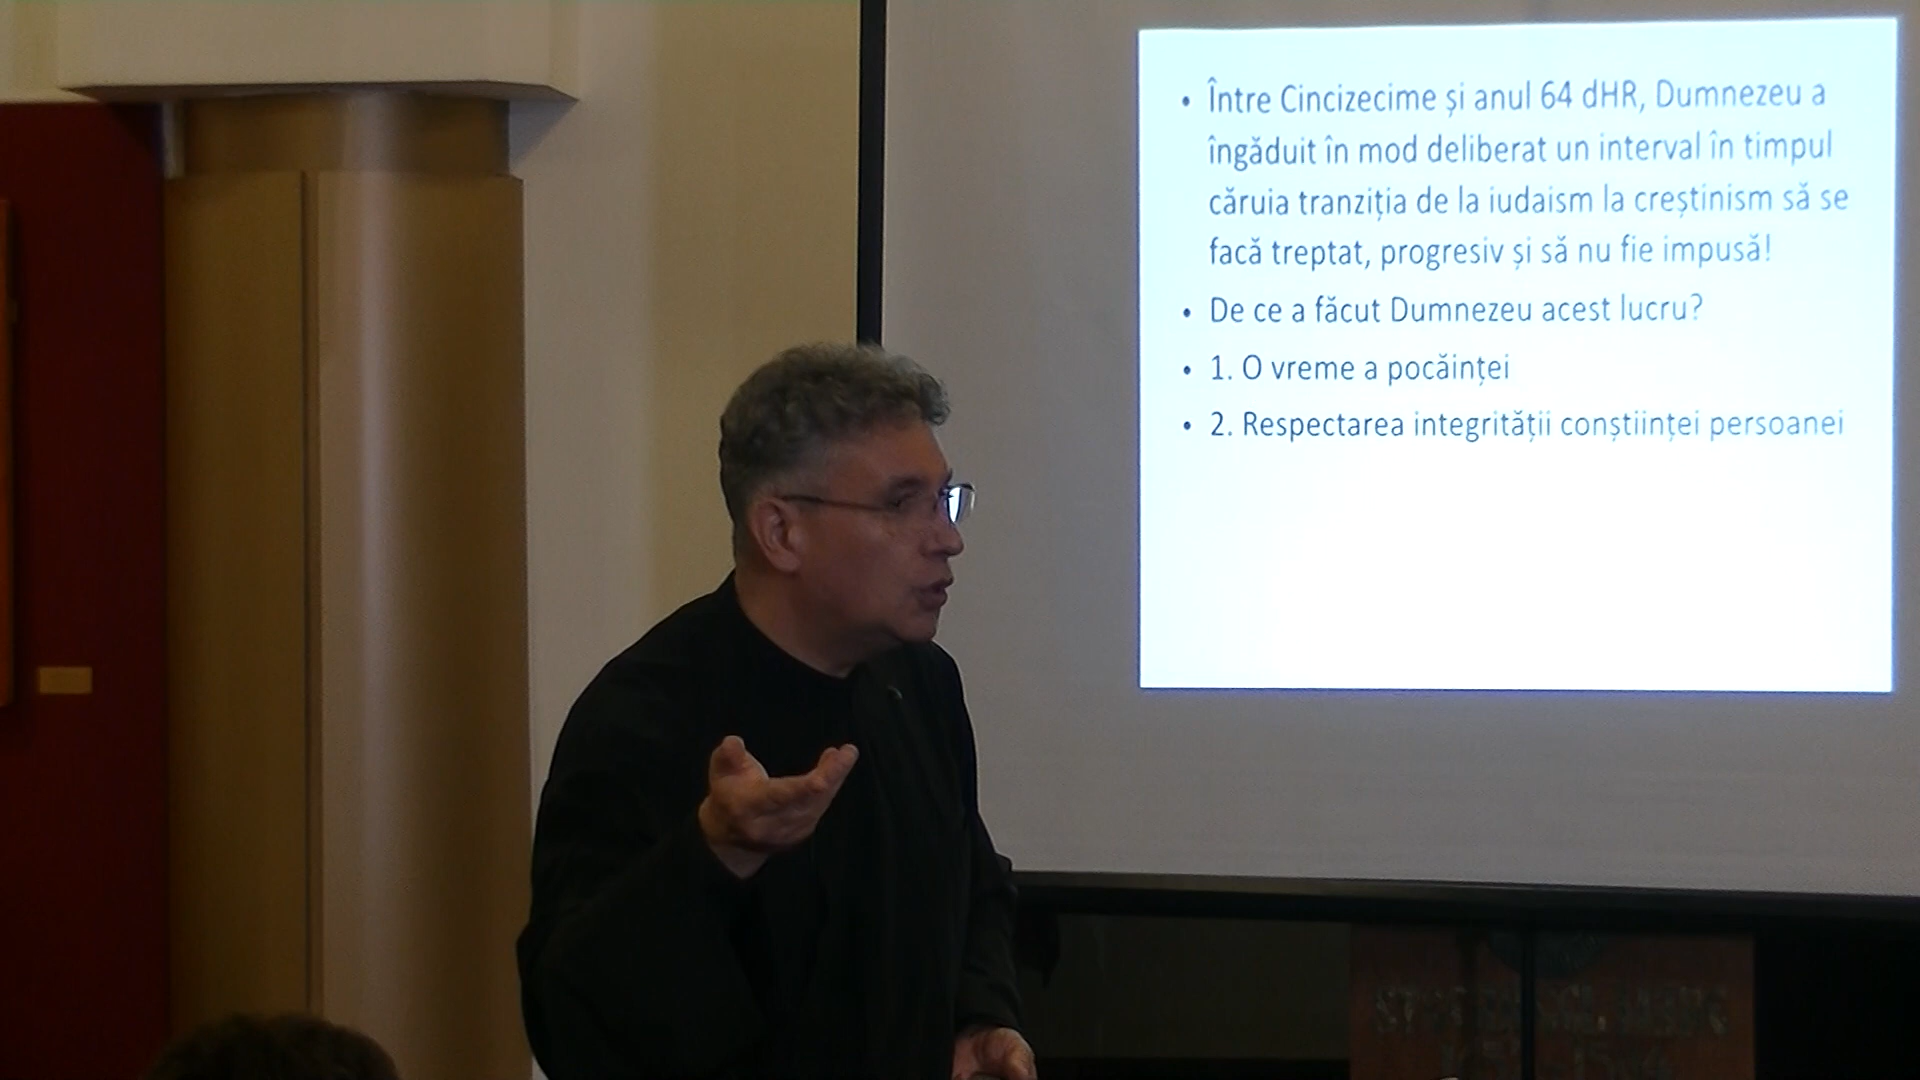 • Între Cincizecime și anul 64 dHR, Dumnezeu a
îngăduit în mod deliberat un interval în timpul
căruia tranziția de la iudaism la creștinism să se
facă treptat, progresiv și să nu fie impusă!
• De ce a făcut Dumnezeu acest lucru?
• 1. O vreme a pocăinței
• 2. Respectarea integrității conștiinței persoanei